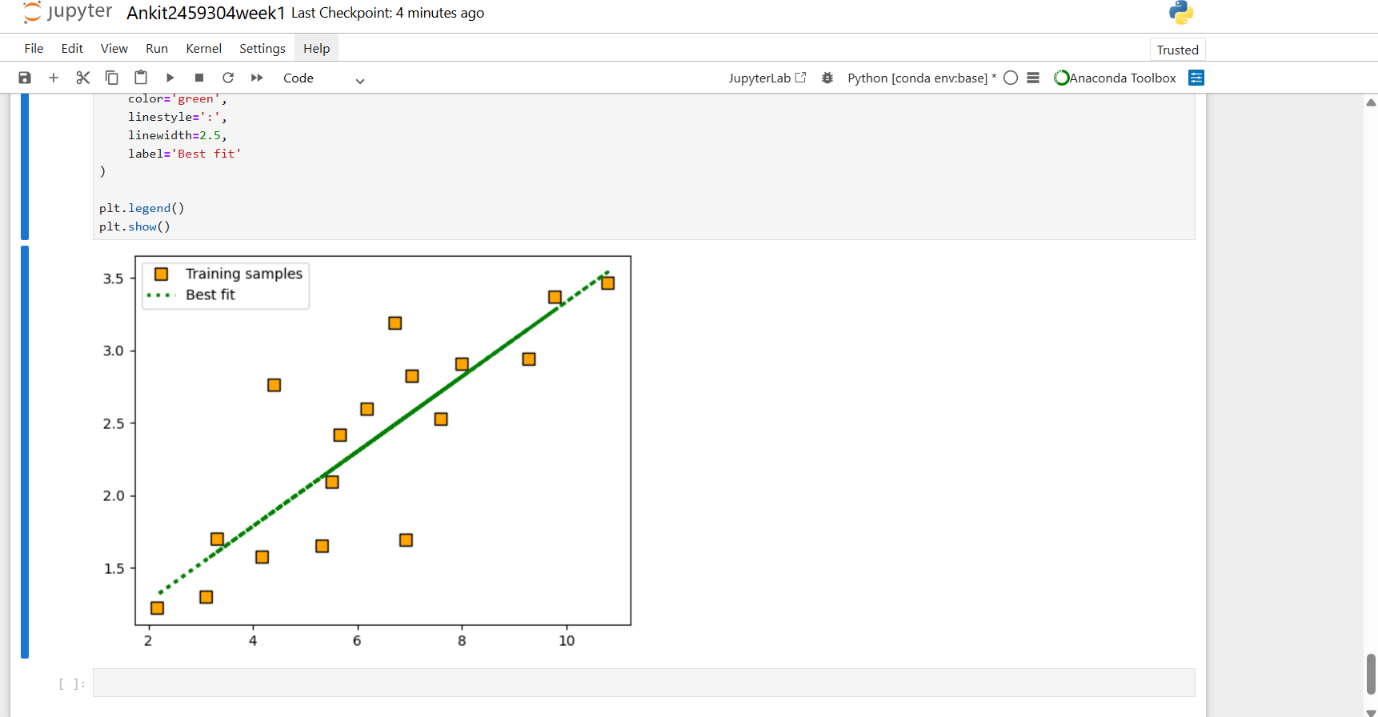 jupyter Ankit2459304week1 Last Checkpoint: 4 minutes ago
File Edit View Run Kernel Settings Help
Trusted
Code
JupyterLab Python [conda env:base] * Anaconda Toolbox
color='green',
linestyle=':',
linewidth=2.5,
label='Best fit'
)
plt.legend()
plt.show()
Training samples
Best fit
3.5
3.0
2.5
2.0
1.5
2 4 6 8 10
[ ]: